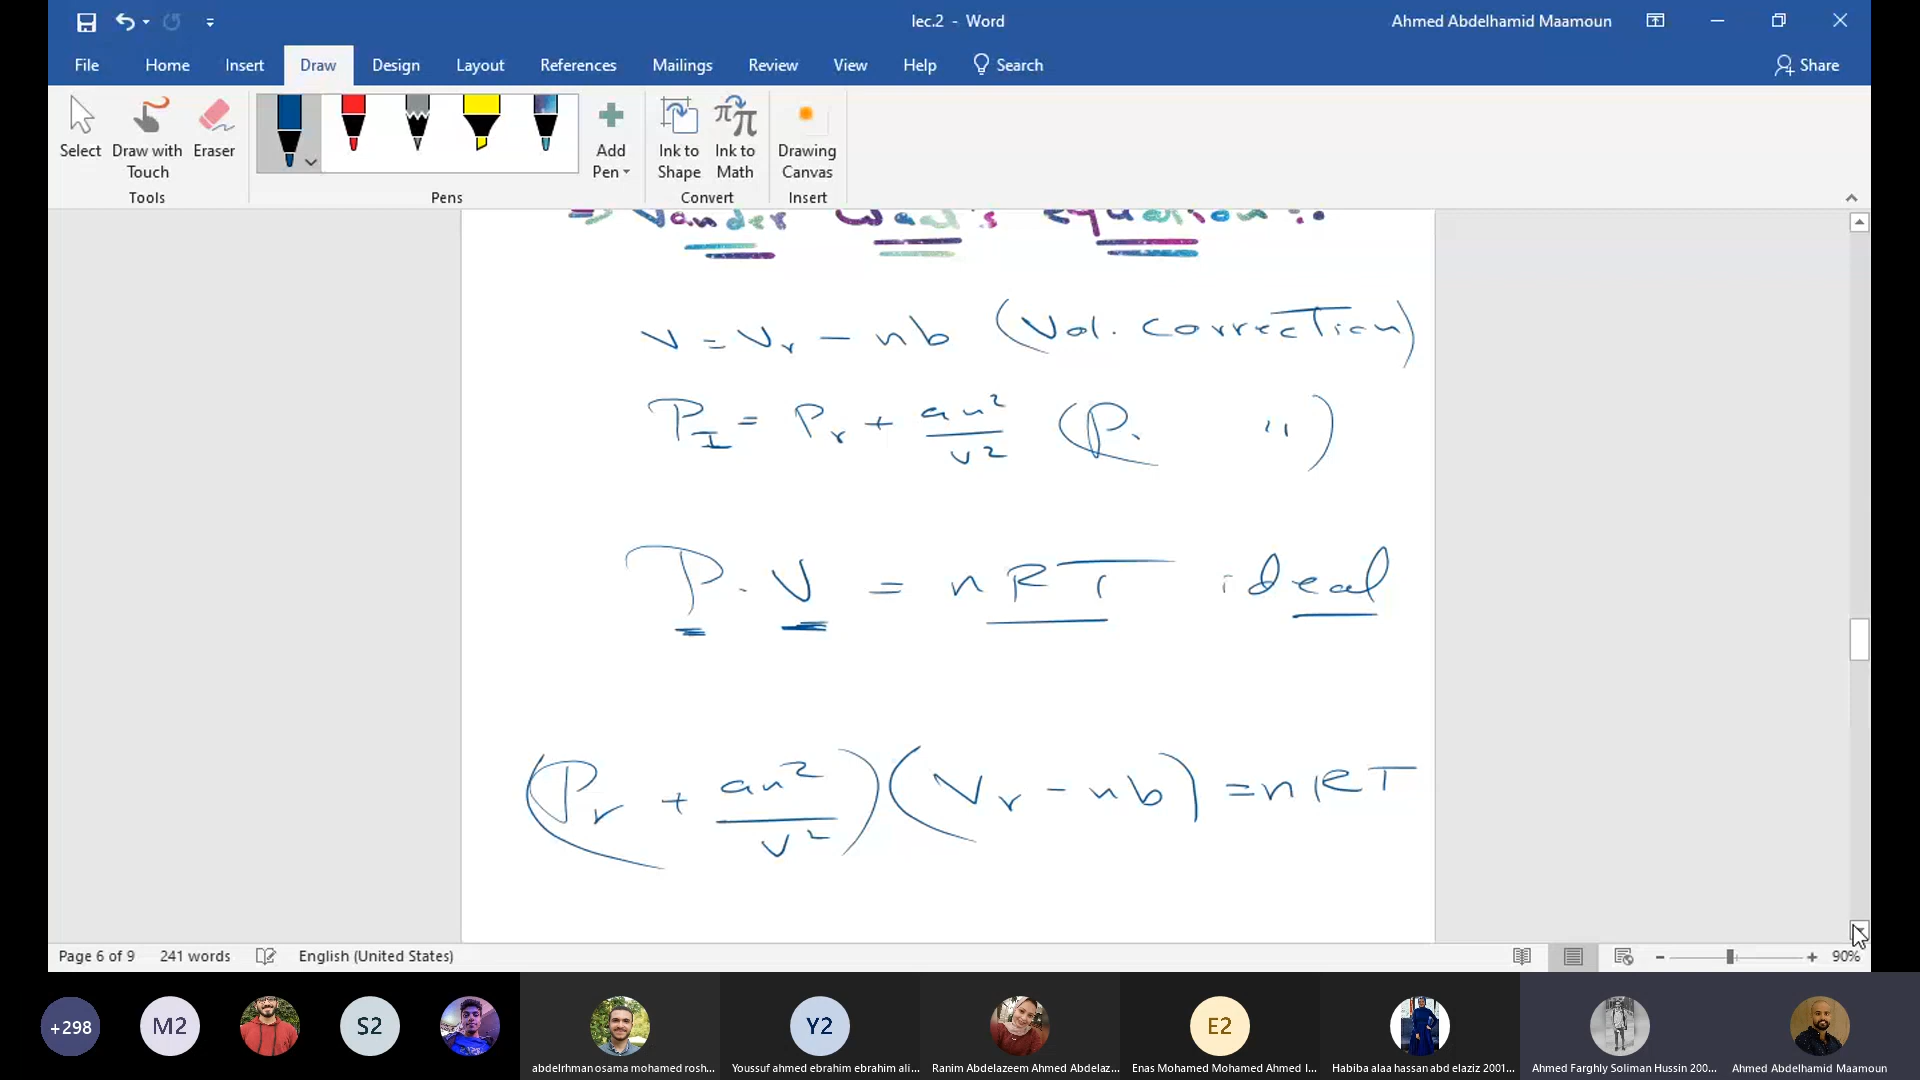 lec.2 - Word
Ahmed Abdelhamid Maamoun
File Home Insert Draw Design Layout References Mailings Review View Help Search Share
Select
Draw with Touch
Eraser
Tools
Pens
Add Pen
Ink to Shape
Ink to Math
Convert
Drawing Canvas
Insert
⇒ Vander Waal's equation:.
V = Vr - nb (Vol. correction)
P_I = Pr + an²/v² (P. ")
P . V = nRT ideal
(Pr + an²/v²)(Vr - nb) = nRT
Page 6 of 9 241 words English (United States) 90%
+298
M2
S2
Y2
E2
abdelrhman osama mohamed rosh...
Youssuf ahmed ebrahim ebrahim ali...
Ranim Abdelazeem Ahmed Abdelaz...
Enas Mohamed Mohamed Ahmed I...
Habiba alaa hassan abd elaziz 2001...
Ahmed Farghly Soliman Hussin 200...
Ahmed Abdelhamid Maamoun